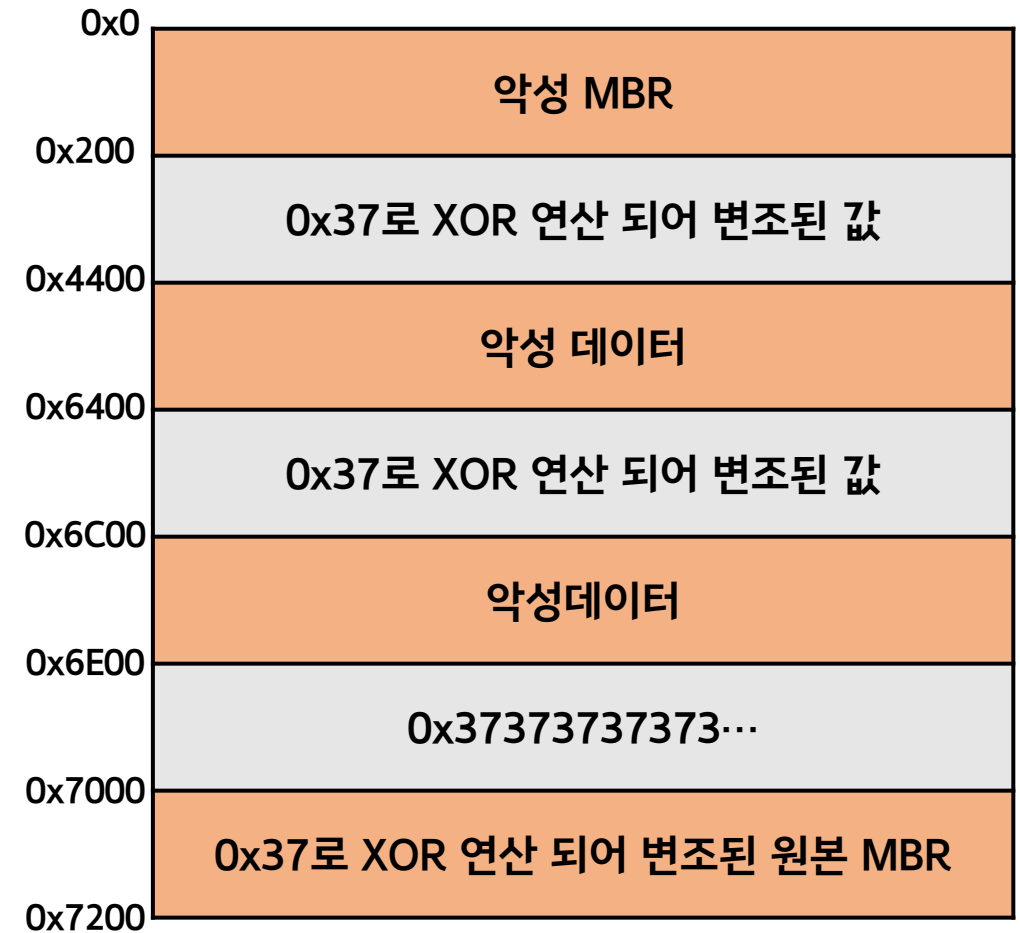 0x0
악성 MBR
0x200
0x37로 XOR 연산 되어 변조된 값
0x4400
악성 데이터
0x6400
0x37로 XOR 연산 되어 변조된 값
0x6C00
악성데이터
0x6E00
0x37373737373…
0x7000
0x37로 XOR 연산 되어 변조된 원본 MBR
0x7200